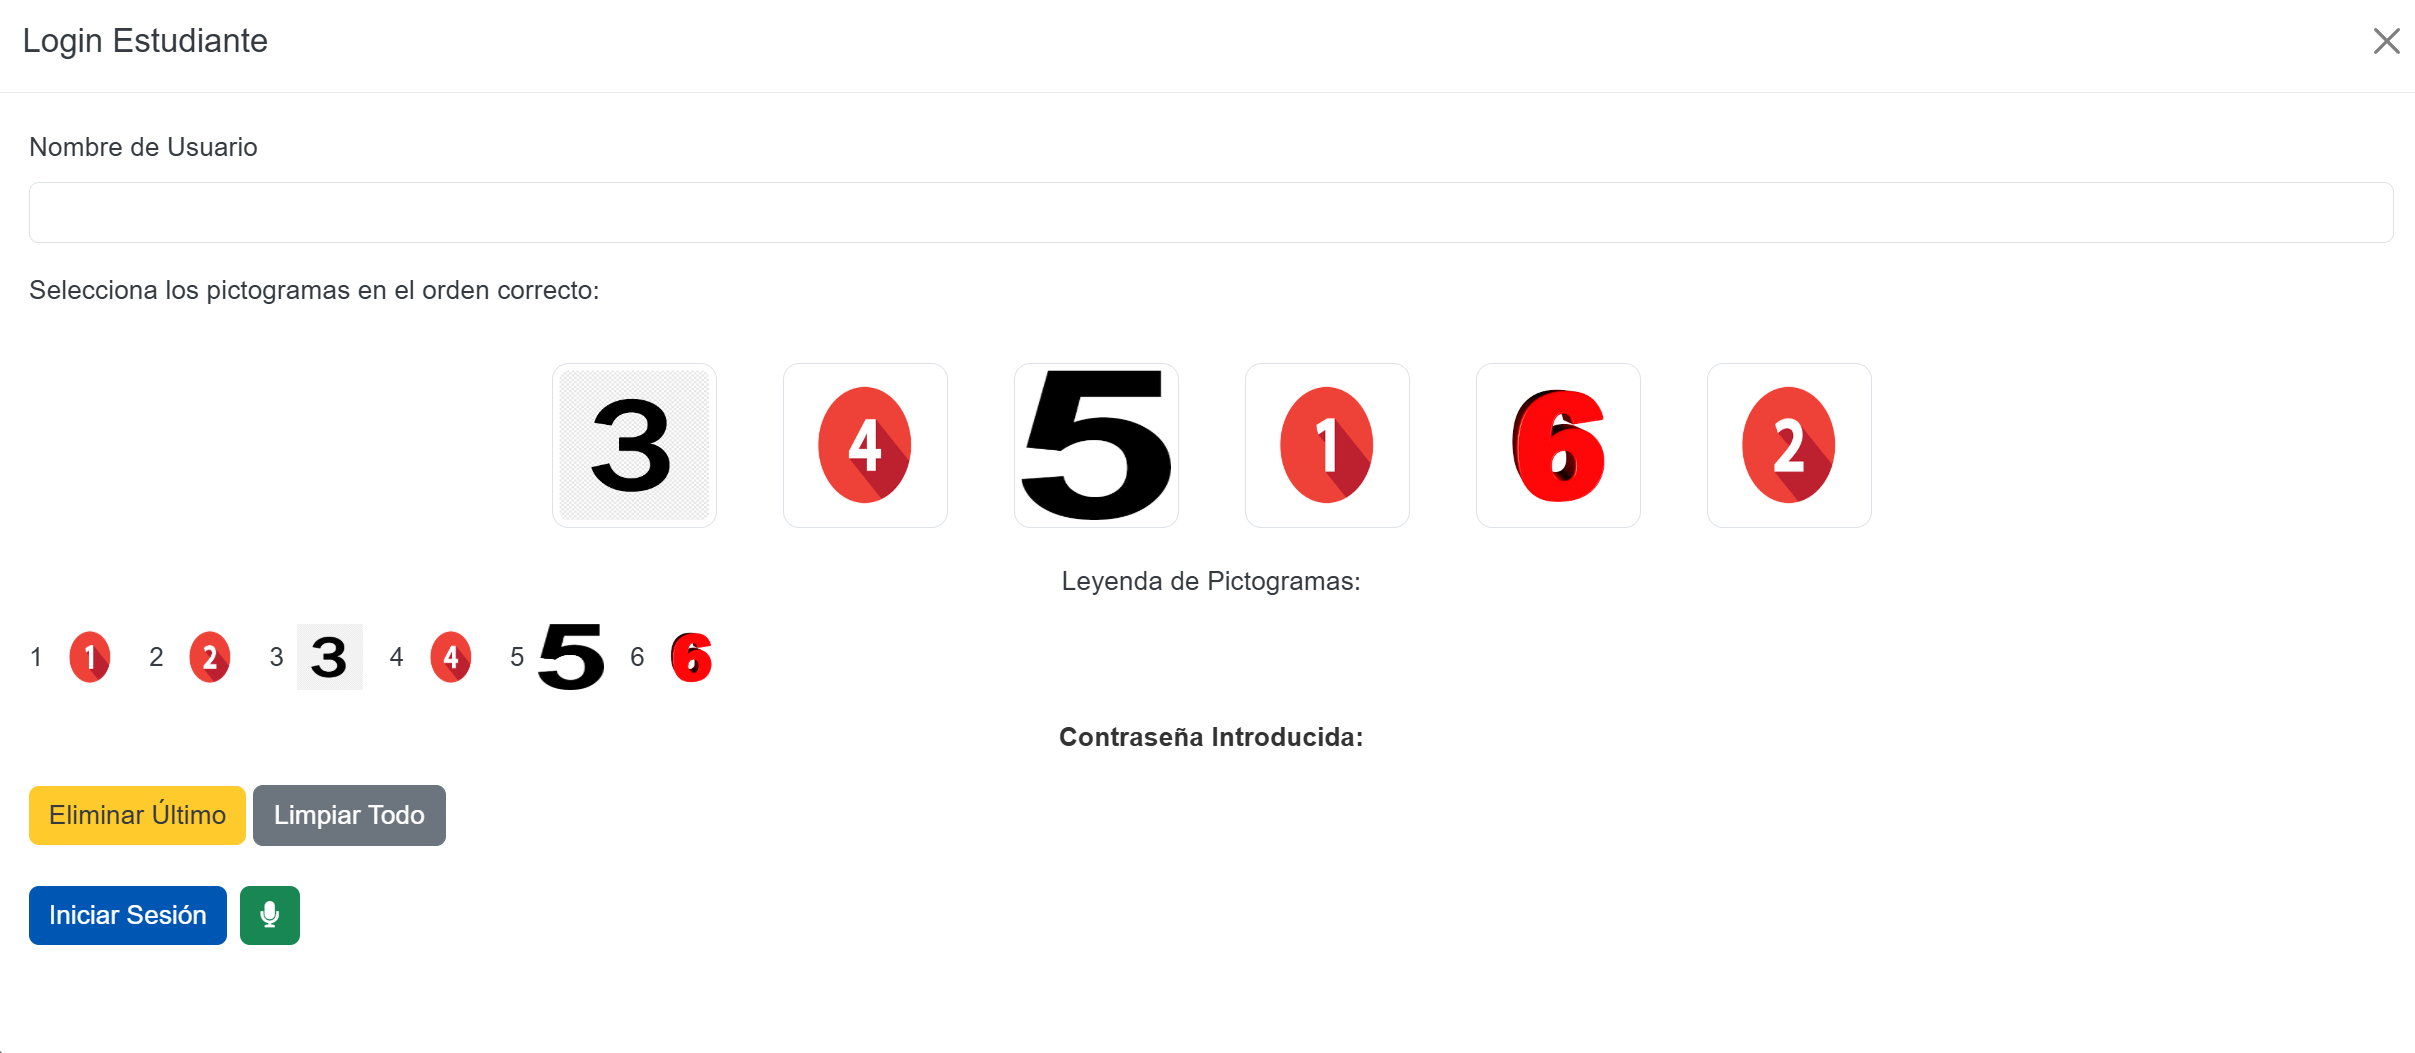 Login Estudiante
Nombre de Usuario
Selecciona los pictogramas en el orden correcto:
3 4 5 1 6 2
Leyenda de Pictogramas:
1 1 2 2 3 3 4 4 5 5 6 6
Contraseña Introducida:
Eliminar Último Limpiar Todo
Iniciar Sesión